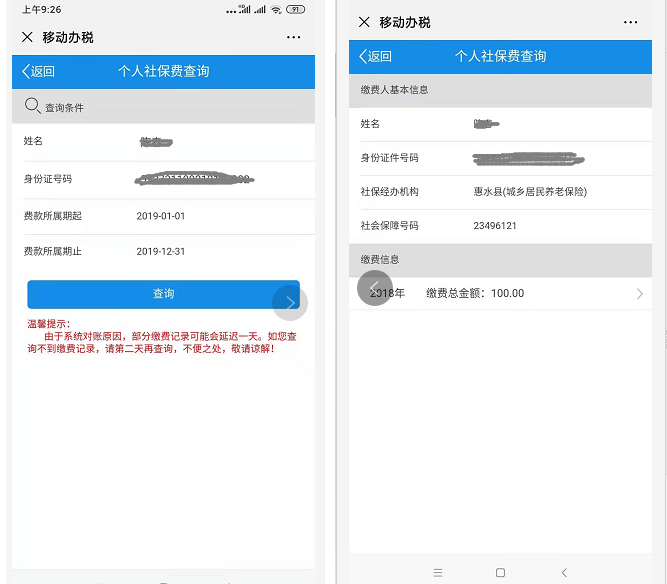 上午9:26
91
移动办税
返回
个人社保费查询
查询条件
姓名
身份证号码
费款所属期起 2019-01-01
费款所属期止 2019-12-31
查询
温馨提示：
由于系统对账原因，部分缴费记录可能会延迟一天。如您查
询不到缴费记录，请第二天再查询，不便之处，敬请谅解！
移动办税
返回
个人社保费查询
缴费人基本信息
姓名
身份证件号码
社保经办机构 惠水县(城乡居民养老保险)
社会保障号码 23496121
缴费信息
2018年 缴费总金额：100.00